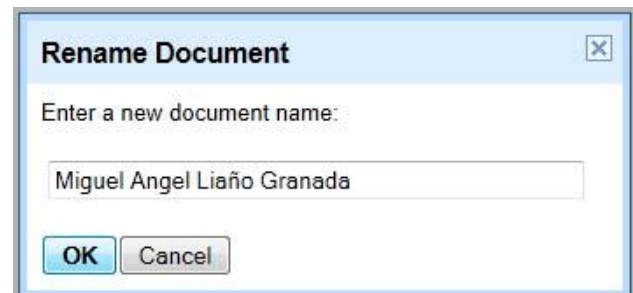 Rename Document
Enter a new document name:
Miguel Angel Liaño Granada
OK Cancel